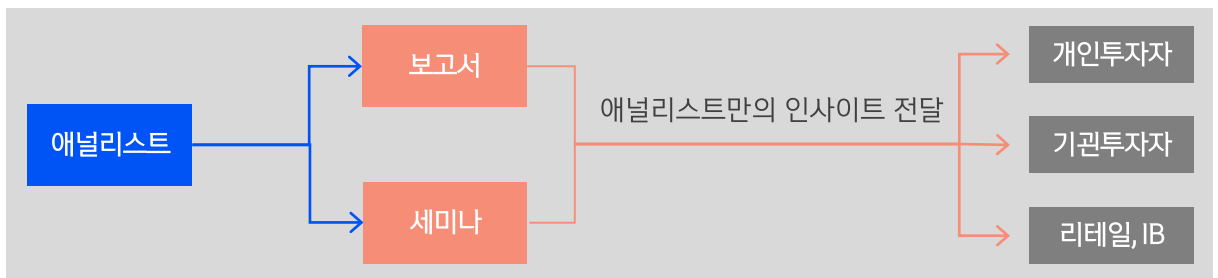 애널리스트
보고서
세미나
애널리스트만의 인사이트 전달
개인투자자
기괸투자자
리테일, IB